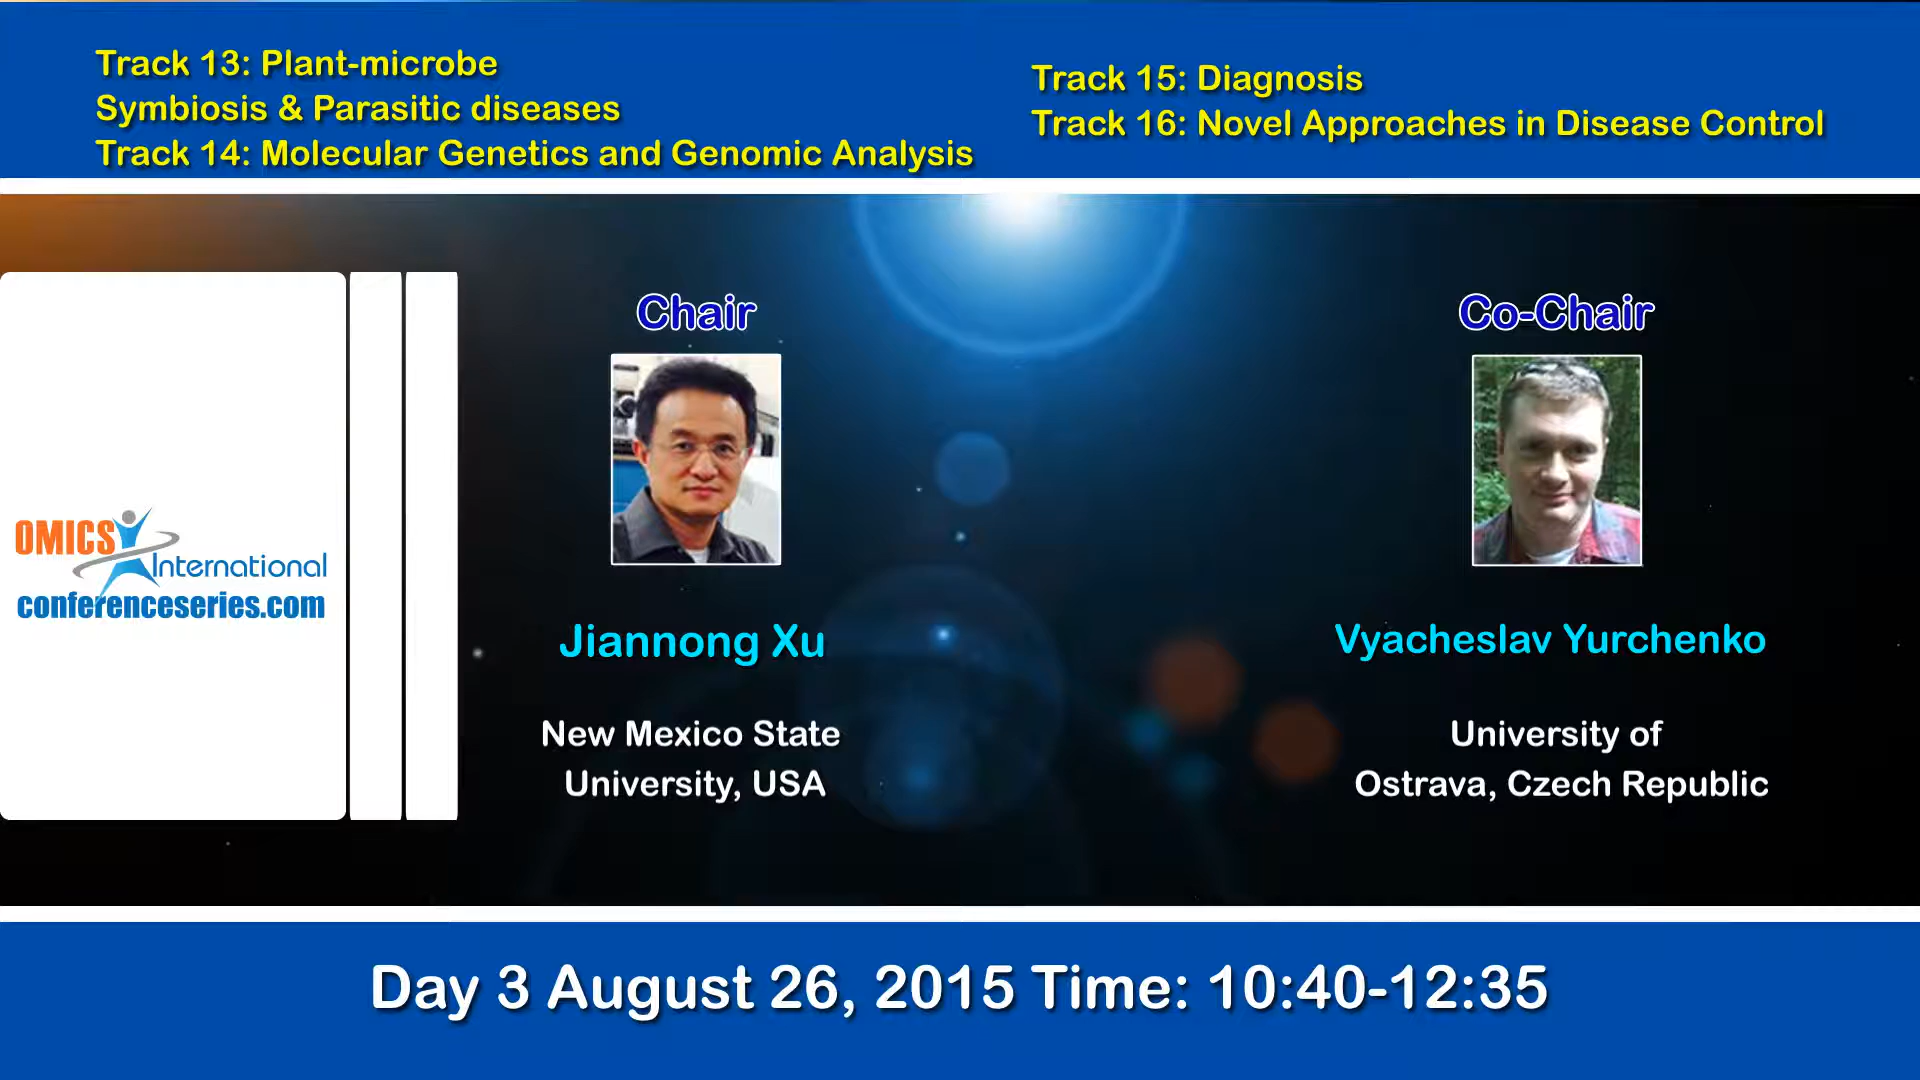 Track 13: Plant-microbe
Symbiosis & Parasitic diseases
Track 14: Molecular Genetics and Genomic Analysis
Track 15: Diagnosis
Track 16: Novel Approaches in Disease Control
OMICS
International
conferenceseries.com
Chair
Jiannong Xu
New Mexico State
University, USA
Co-Chair
Vyacheslav Yurchenko
University of
Ostrava, Czech Republic
Day 3 August 26, 2015 Time: 10:40-12:35